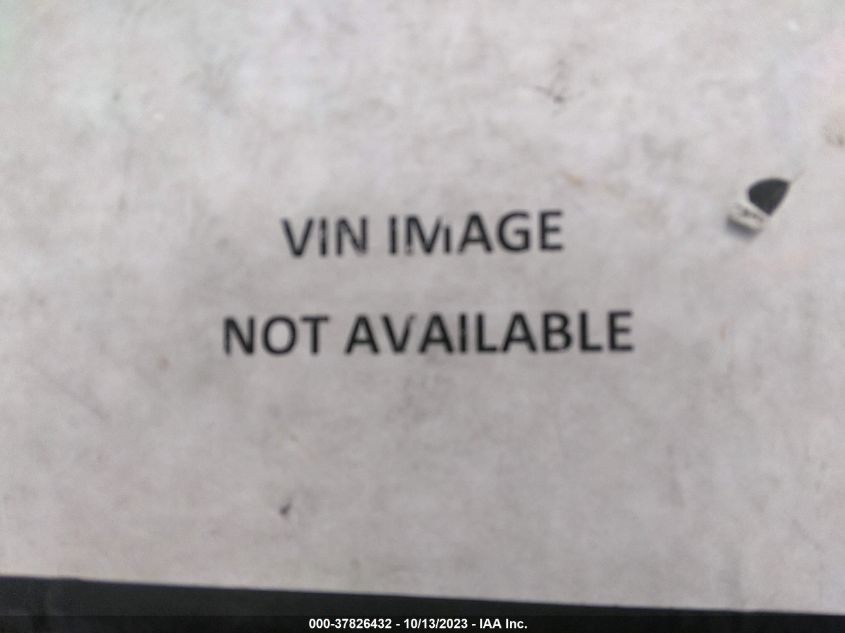 VIN IMAGE
NOT AVAILABLE
000-37826432 - 10/13/2023 - IAA Inc.